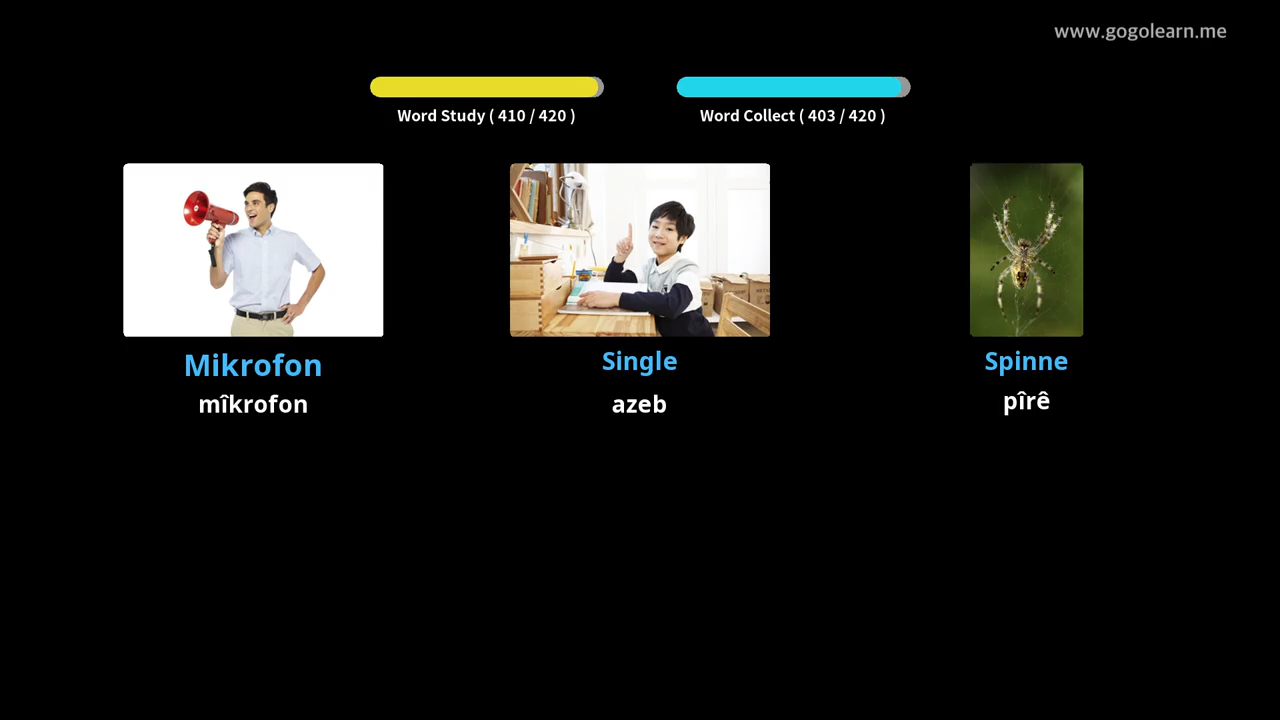 www.gogolearn.me
Word Study ( 410 / 420 )
Word Collect ( 403 / 420 )
Mikrofon
mîkrofon
Single
azeb
Spinne
pîrê